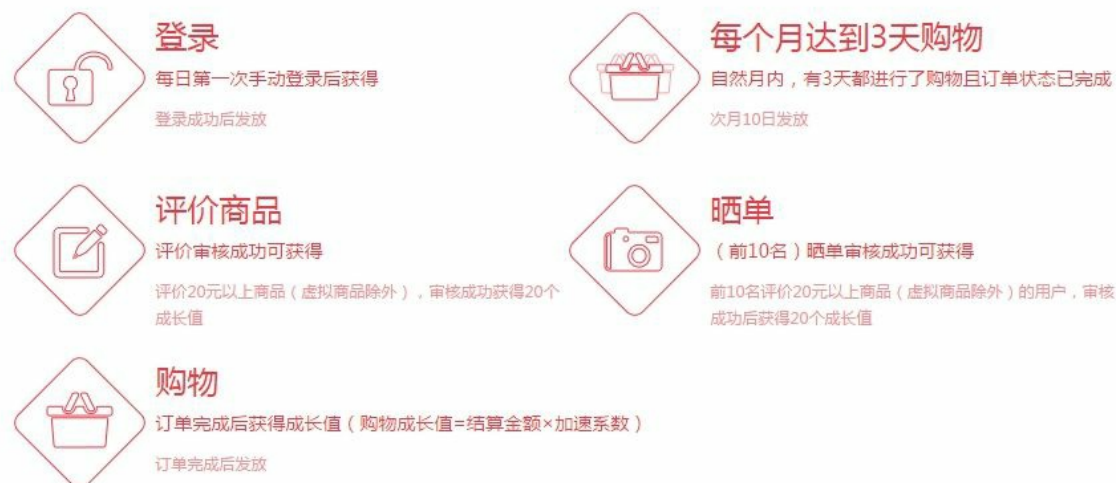 登录
每日第一次手动登录后获得
登录成功后发放
每个月达到3天购物
自然月内，有3天都进行了购物且订单状态已完成
次月10日发放
评价商品
评价审核成功可获得
评价20元以上商品（虚拟商品除外），审核成功获得20个
成长值
晒单
（前10名）晒单审核成功可获得
前10名评价20元以上商品（虚拟商品除外）的用户，审核
成功后获得20个成长值
购物
订单完成后获得成长值（购物成长值=结算金额×加速系数）
订单完成后发放